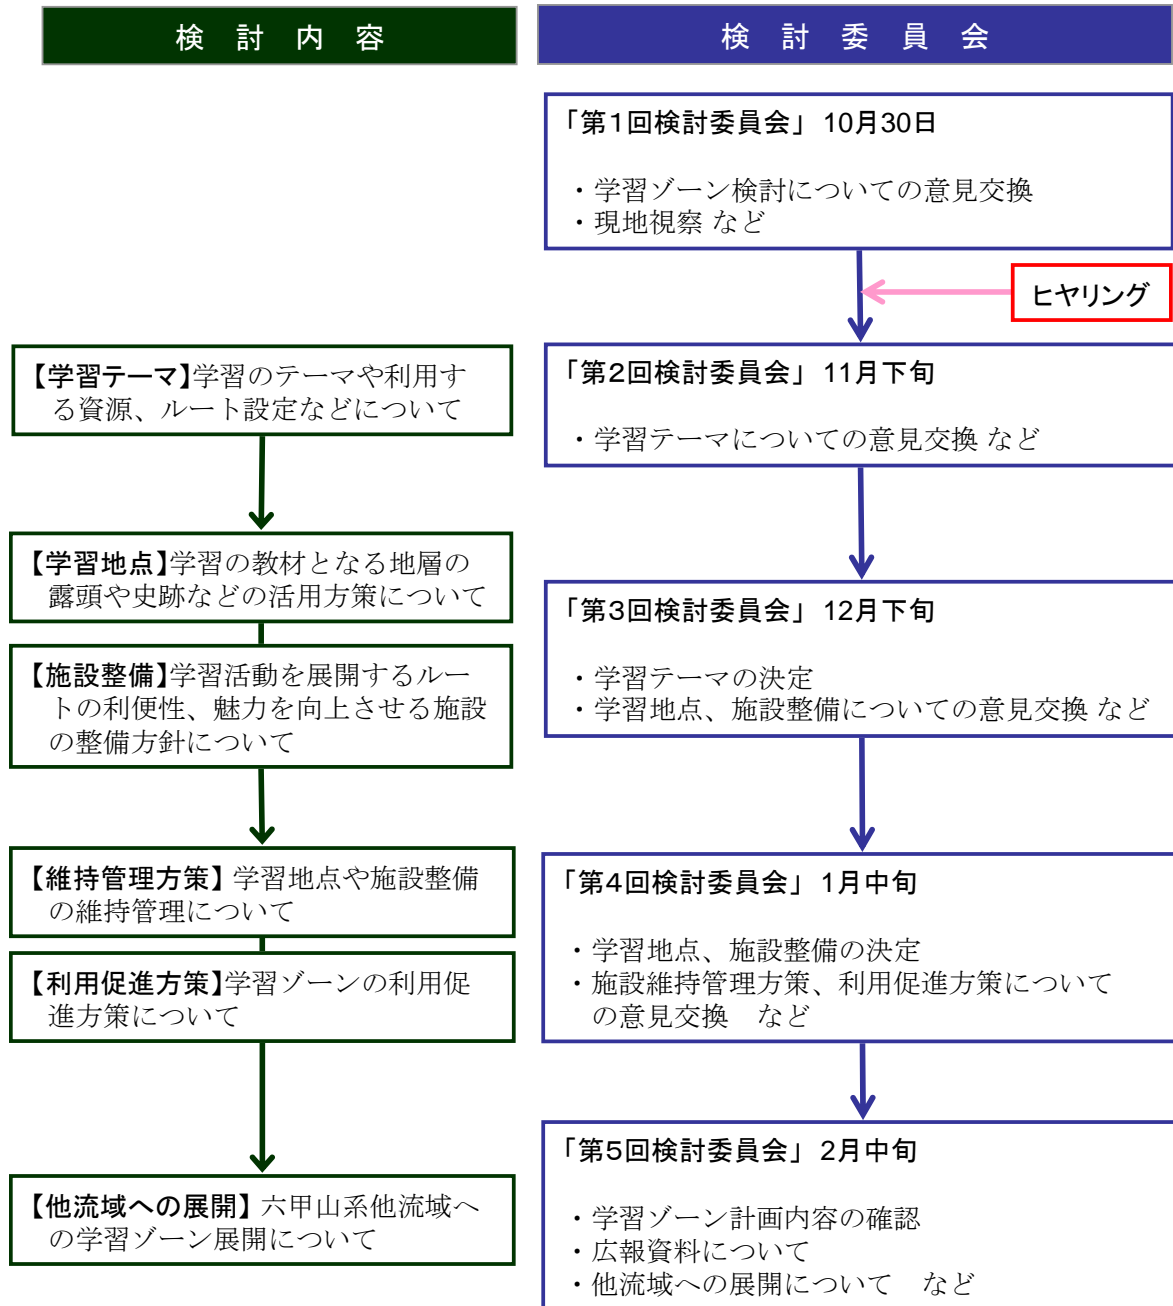 検　討　内　容
検　討　委　員　会
「第１回検討委員会」 10月30日
・学習ゾーン検討についての意見交換
・現地視察 など
ヒヤリング
【学習テーマ】学習のテーマや利用す
る資源、ルート設定などについて
「第２回検討委員会」 11月下旬
・学習テーマについての意見交換 など
【学習地点】学習の教材となる地層の
露頭や史跡などの活用方策について
【施設整備】学習活動を展開するルー
トの利便性、魅力を向上させる施設
の整備方針について
「第３回検討委員会」 12月下旬
・学習テーマの決定
・学習地点、施設整備についての意見交換 など
【維持管理方策】 学習地点や施設整備
の維持管理について
【利用促進方策】学習ゾーンの利用促
進方策について
「第４回検討委員会」 1月中旬
・学習地点、施設整備の決定
・施設維持管理方策、利用促進方策について
の意見交換　など
【他流域への展開】 六甲山系他流域へ
の学習ゾーン展開について
「第５回検討委員会」 2月中旬
・学習ゾーン計画内容の確認
・広報資料について
・他流域への展開について　など